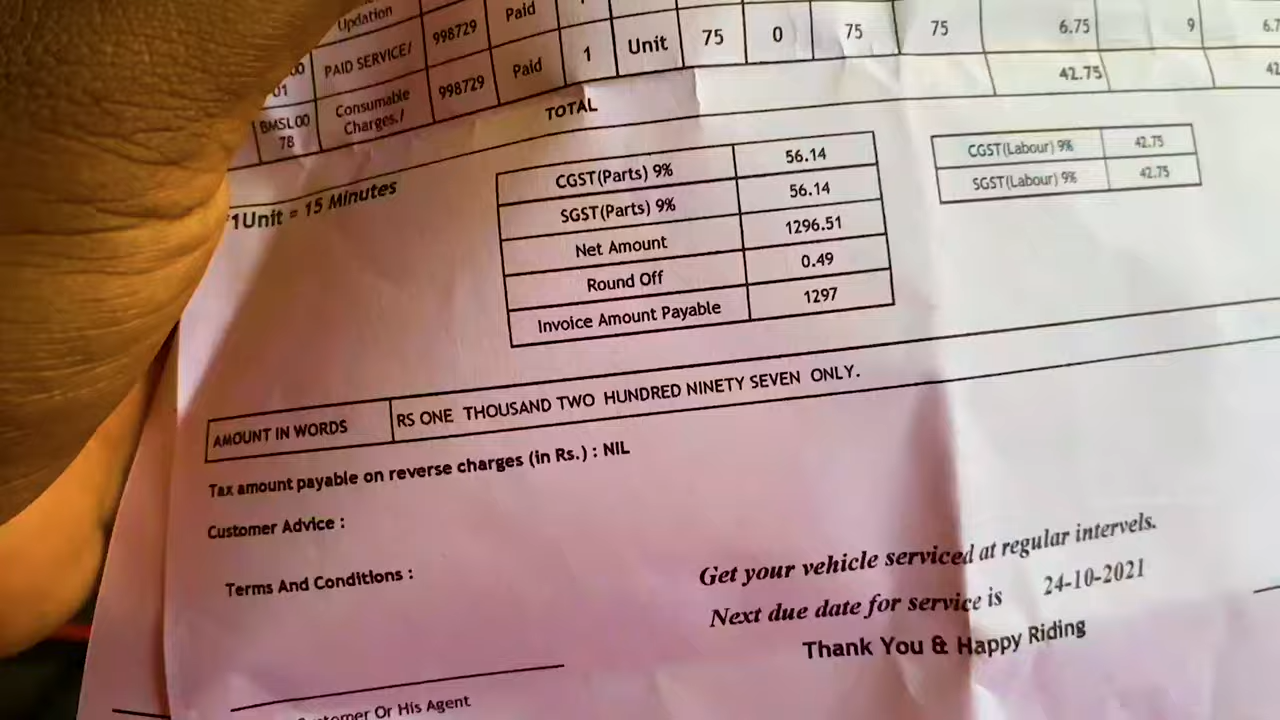 Updation 998729 Paid
PAID SERVICE/ 998729 Paid 1 Unit 75 0 75 75 6.75 9
01
BMSL00
78
Consumable
Charges./
42.75
TOTAL
1Unit = 15 Minutes
CGST(Parts) 9% 56.14
SGST(Parts) 9% 56.14
Net Amount 1296.51
Round Off 0.49
Invoice Amount Payable 1297
CGST(Labour) 9% 42.75
SGST(Labour) 9% 42.75
AMOUNT IN WORDS RS ONE THOUSAND TWO HUNDRED NINETY SEVEN ONLY.
Tax amount payable on reverse charges (in Rs.) : NIL
Customer Advice :
Terms And Conditions :
Get your vehicle serviced at regular intervels.
Next due date for service is 24-10-2021
Thank You & Happy Riding
Or His Agent